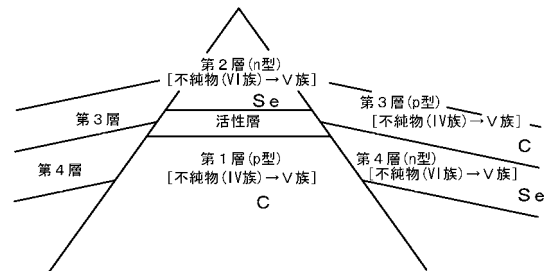 第２層(n型)
[不純物(VI族)→V族]
Se
活性層
第１層(p型)
[不純物(IV族)→V族]
C
第３層
第４層
第３層(p型)
[不純物(IV族)→V族]
C
第４層(n型)
[不純物(VI族)→V族]
Se